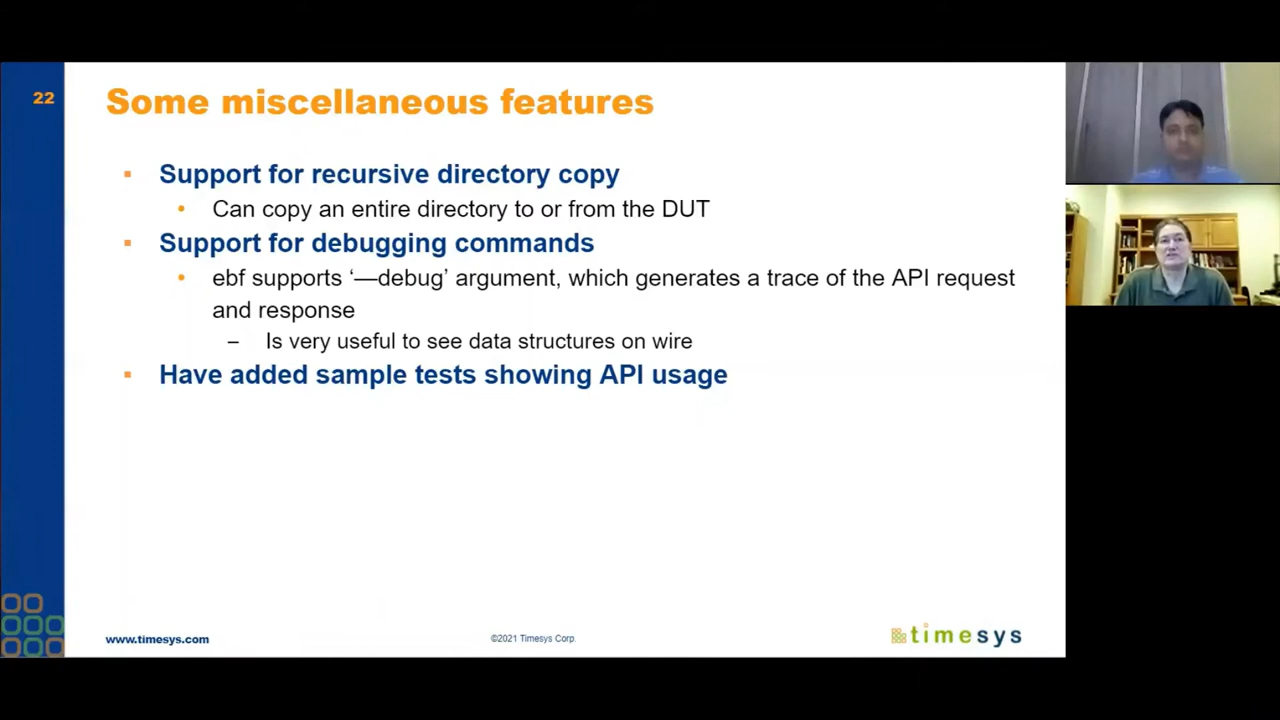 22
Some miscellaneous features
▪ Support for recursive directory copy
• Can copy an entire directory to or from the DUT
▪ Support for debugging commands
• ebf supports ‘—debug’ argument, which generates a trace of the API request
and response
– Is very useful to see data structures on wire
▪ Have added sample tests showing API usage
www.timesys.com
©2021 Timesys Corp.
timesys